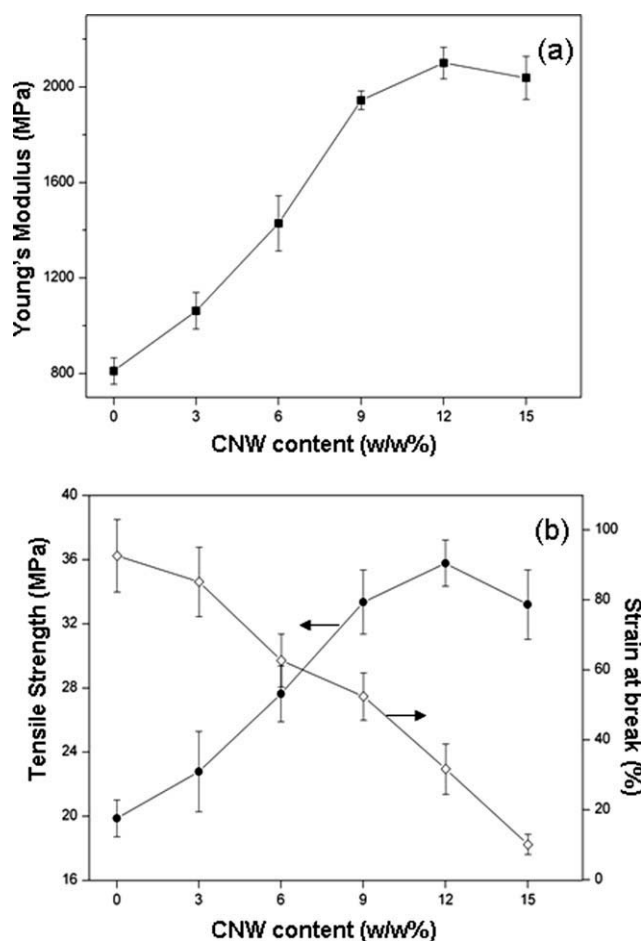 (a)
Young's Modulus (MPa)
2000
1600
1200
800
0 3 6 9 12 15
CNW content (w/w%)
(b)
Tensile Strength (MPa)
40
36
32
28
24
20
16
100
80
60
40
20
0
Strain at break (%)
0 3 6 9 12 15
CNW content (w/w%)